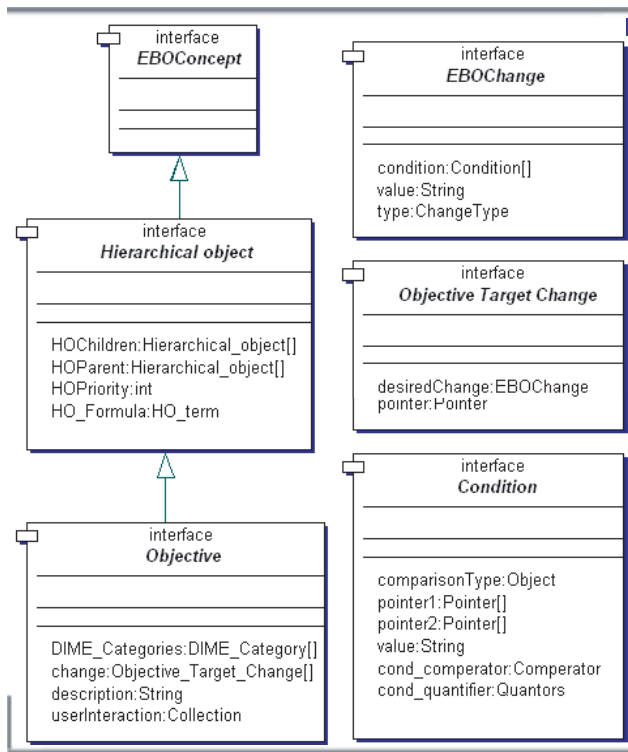 interface
EBOConcept
interface
Hierarchical object
HOChildren:Hierarchical_object[]
HOParent:Hierarchical_object[]
HOPriority:int
HO_Formula:HO_term
interface
Objective
DIME_Categories:DIME_Category[]
change:Objective_Target_Change[]
description:String
userInteraction:Collection
interface
EBOChange
condition:Condition[]
value:String
type:ChangeType
interface
Objective Target Change
desiredChange:EBOChange
pointer:Pointer
interface
Condition
comparisonType:Object
pointer1:Pointer[]
pointer2:Pointer[]
value:String
cond_comperator:Comperator
cond_quantifier:Quantors